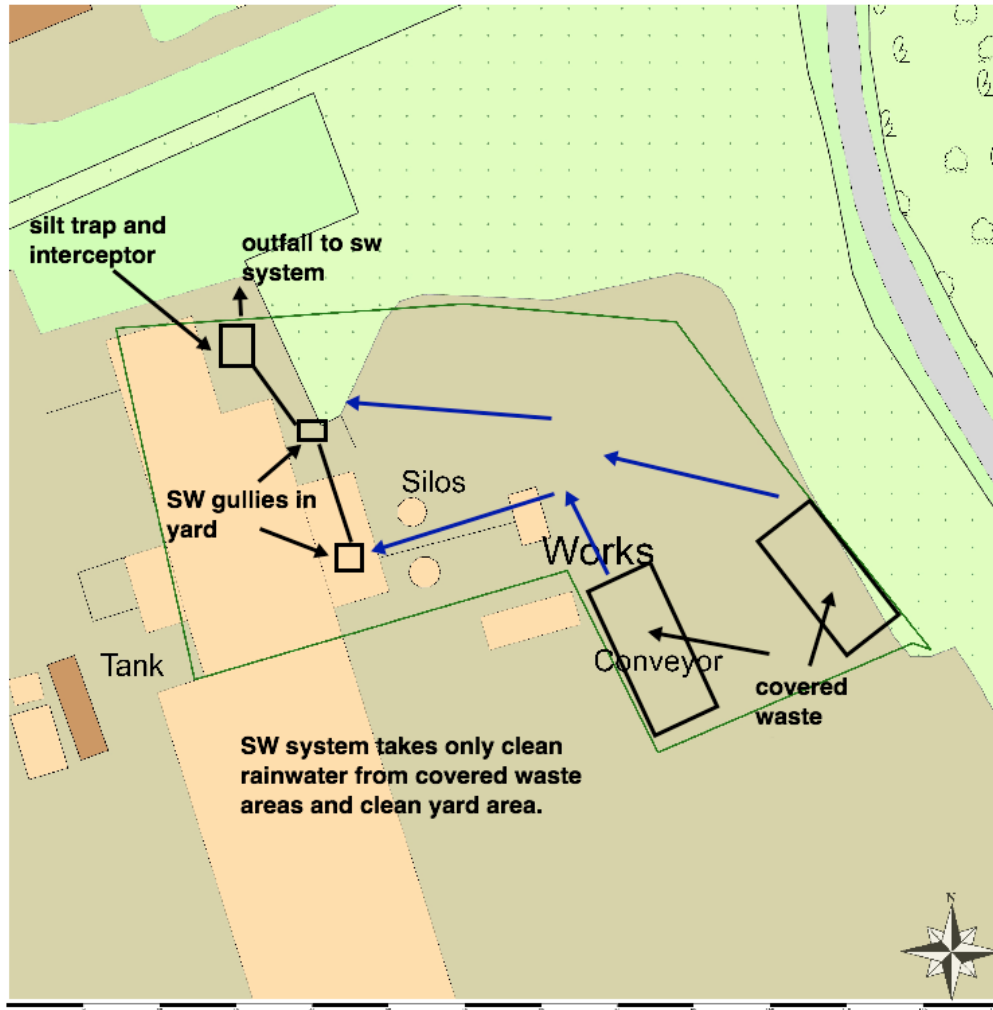 silt trap and
interceptor
outfall to sw
system
SW gullies in
yard
Silos
Works
Conveyor
covered
waste
Tank
SW system takes only clean
rainwater from covered waste
areas and clean yard area.
N